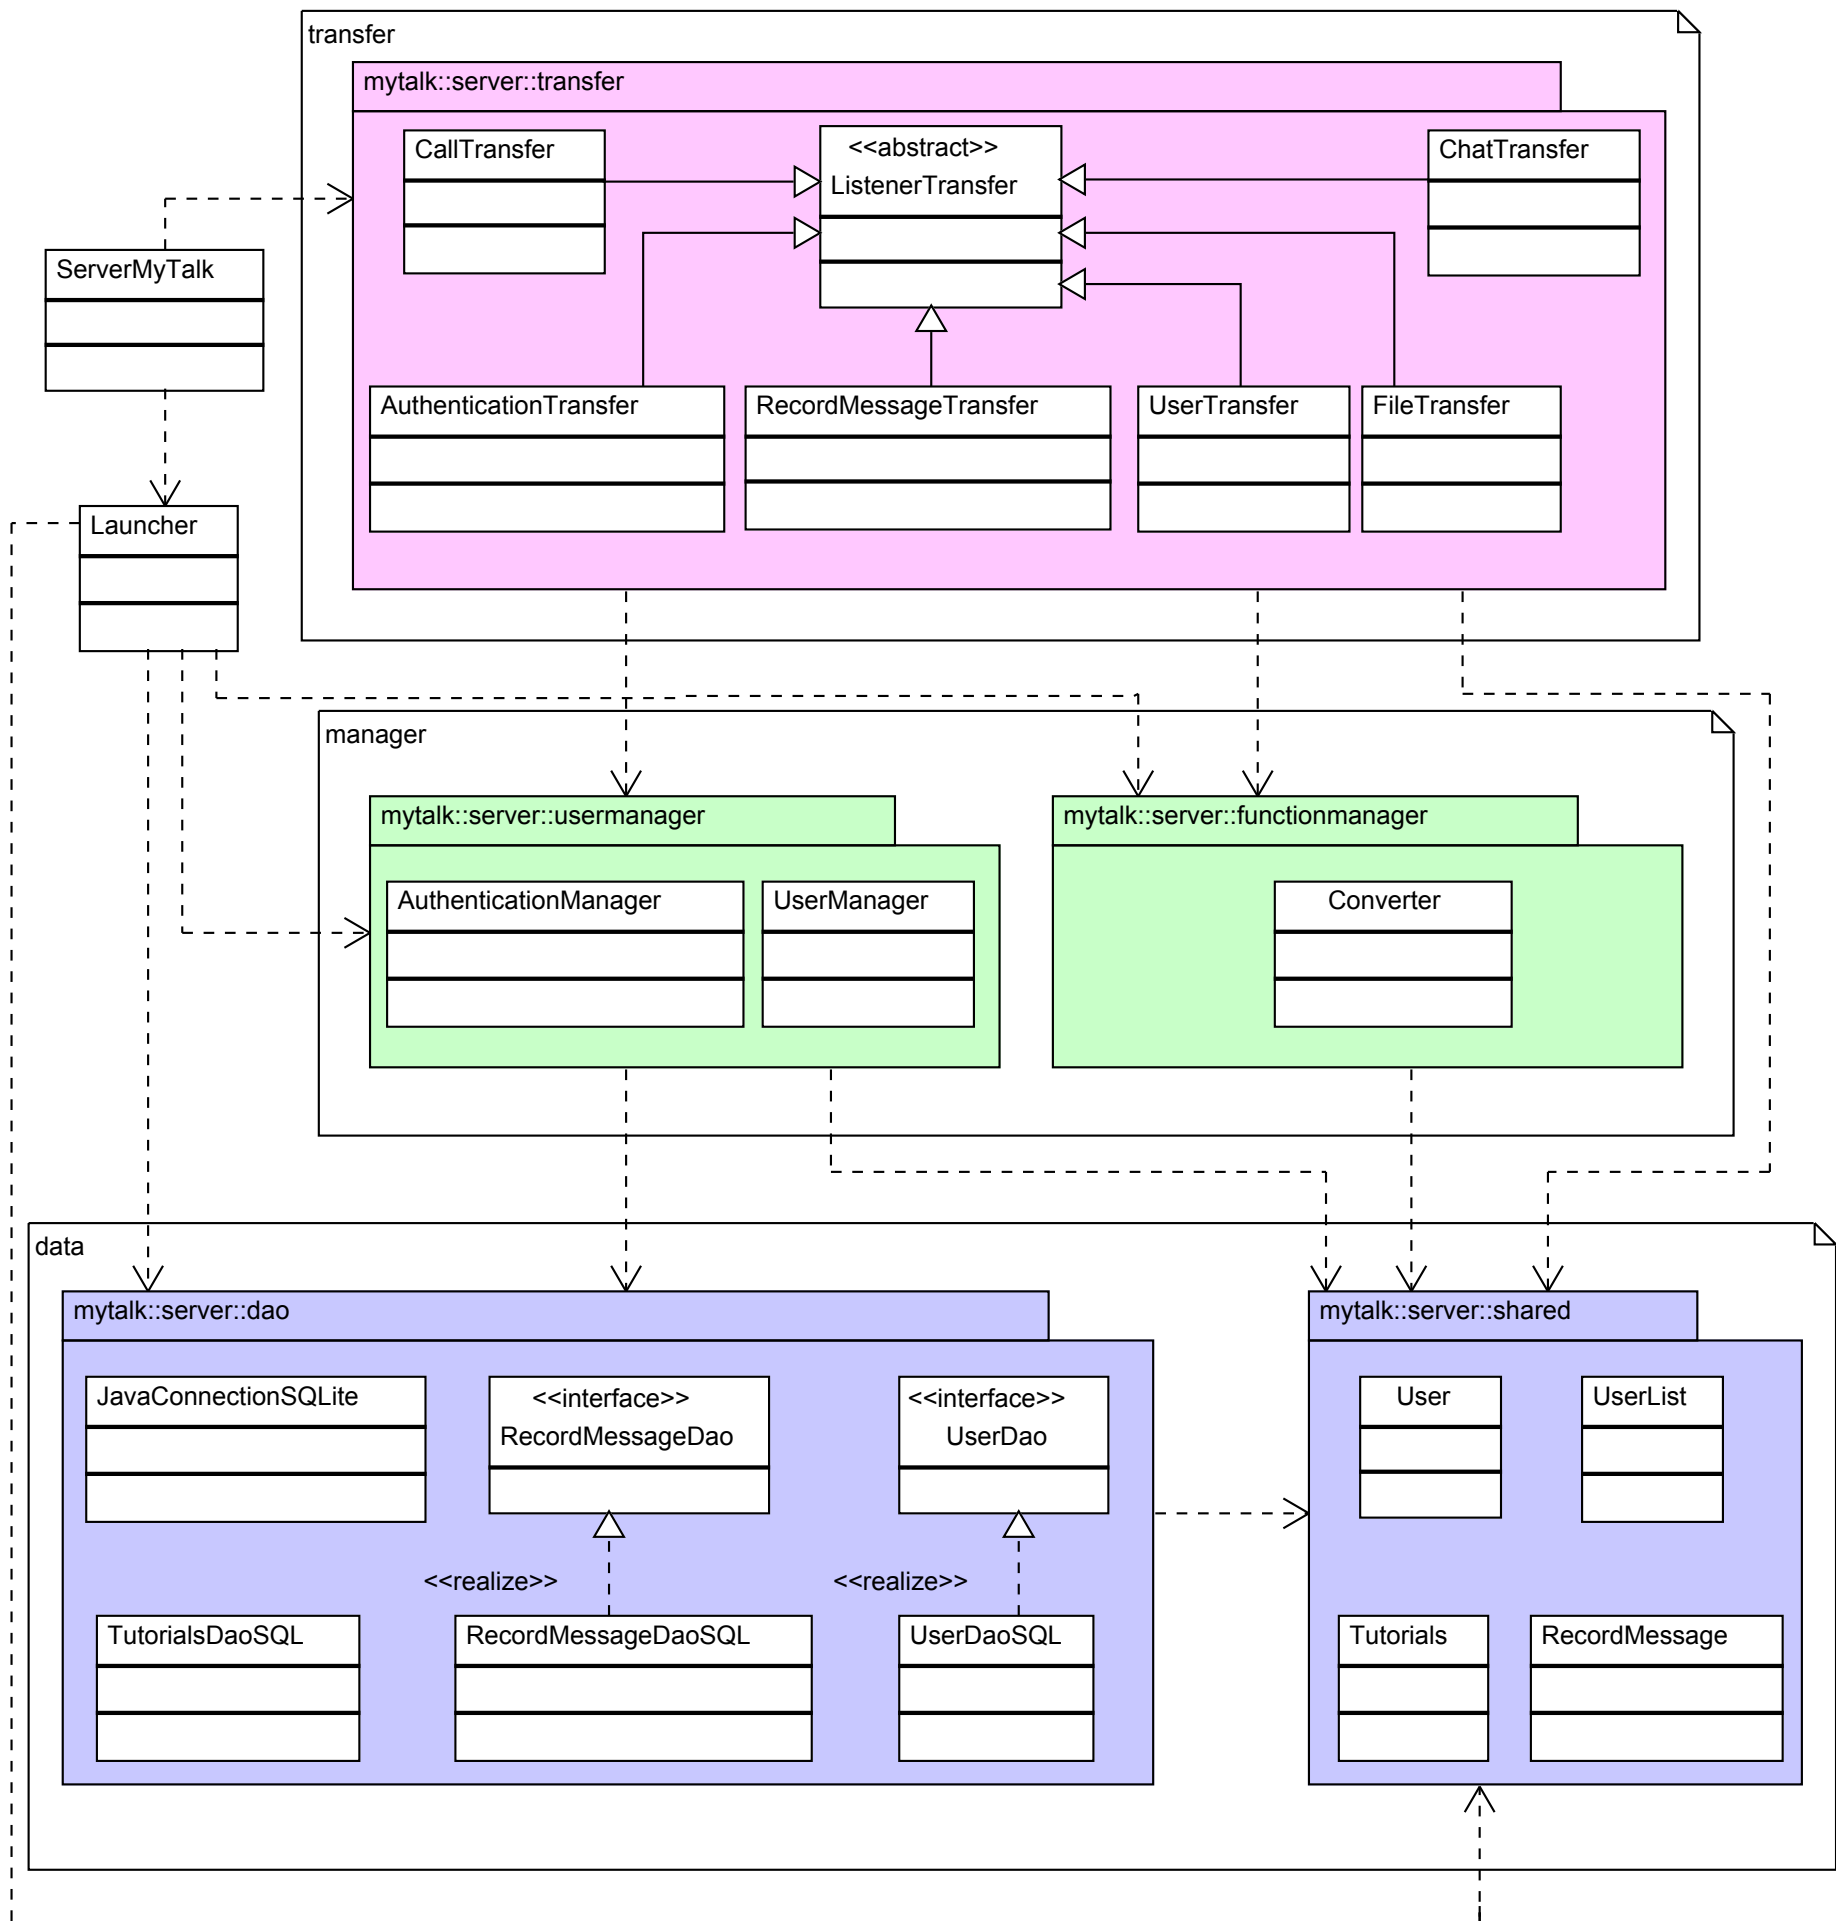 transfer
mytalk::server::transfer
CallTransfer
<<abstract>>
ListenerTransfer
ChatTransfer
ServerMyTalk
AuthenticationTransfer
RecordMessageTransfer
UserTransfer
FileTransfer
Launcher
manager
mytalk::server::usermanager
mytalk::server::functionmanager
AuthenticationManager
UserManager
Converter
data
mytalk::server::dao
mytalk::server::shared
JavaConnectionSQLite
<<interface>>
RecordMessageDao
<<interface>>
UserDao
User
UserList
<<realize>>
<<realize>>
TutorialsDaoSQL
RecordMessageDaoSQL
UserDaoSQL
Tutorials
RecordMessage